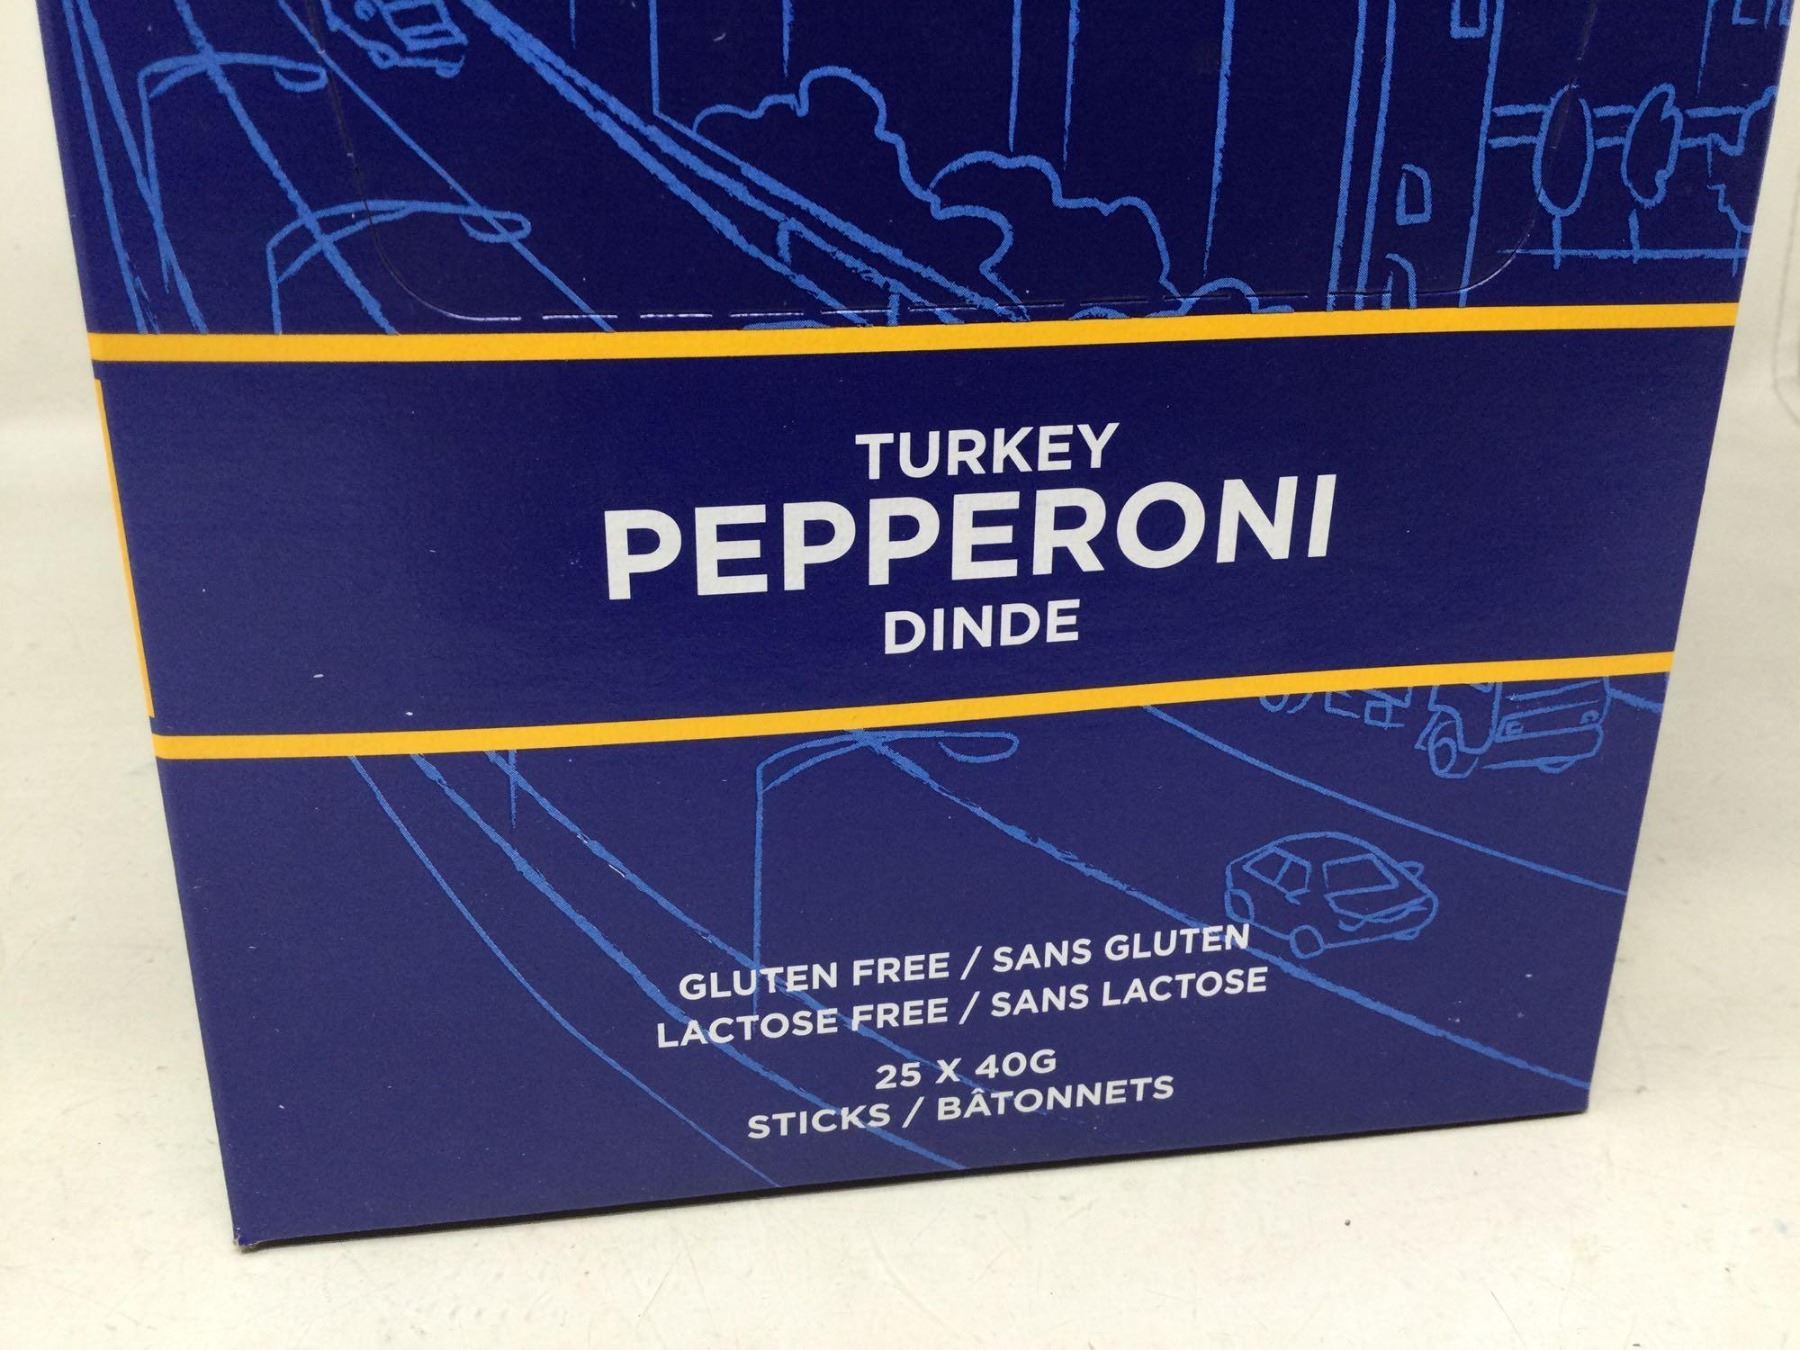 TURKEY
PEPPERONI
DINDE
GLUTEN FREE / SANS GLUTEN
LACTOSE FREE / SANS LACTOSE
25 X 40G
STICKS / BÂTONNETS